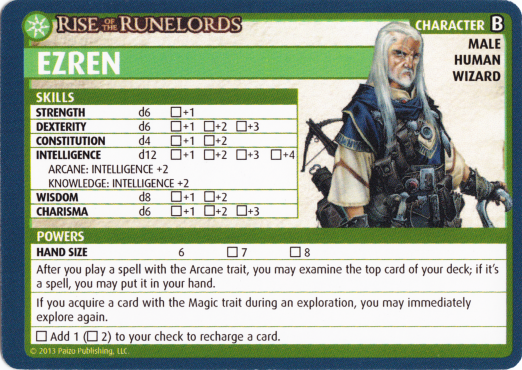 RISE OF THE RUNELORDS
CHARACTER B
EZREN
MALE
HUMAN
WIZARD
SKILLS
STRENGTH d6 □+1
DEXTERITY d6 □+1 □+2 □+3
CONSTITUTION d4 □+1 □+2
INTELLIGENCE d12 □+1 □+2 □+3 □+4
ARCANE: INTELLIGENCE +2
KNOWLEDGE: INTELLIGENCE +2
WISDOM d8 □+1 □+2
CHARISMA d6 □+1 □+2 □+3
POWERS
HAND SIZE 6 □ 7 □ 8
After you play a spell with the Arcane trait, you may examine the top card of your deck; if it's
a spell, you may put it in your hand.
If you acquire a card with the Magic trait during an exploration, you may immediately
explore again.
□ Add 1 (□ 2) to your check to recharge a card.
© 2013 Paizo Publishing, LLC.